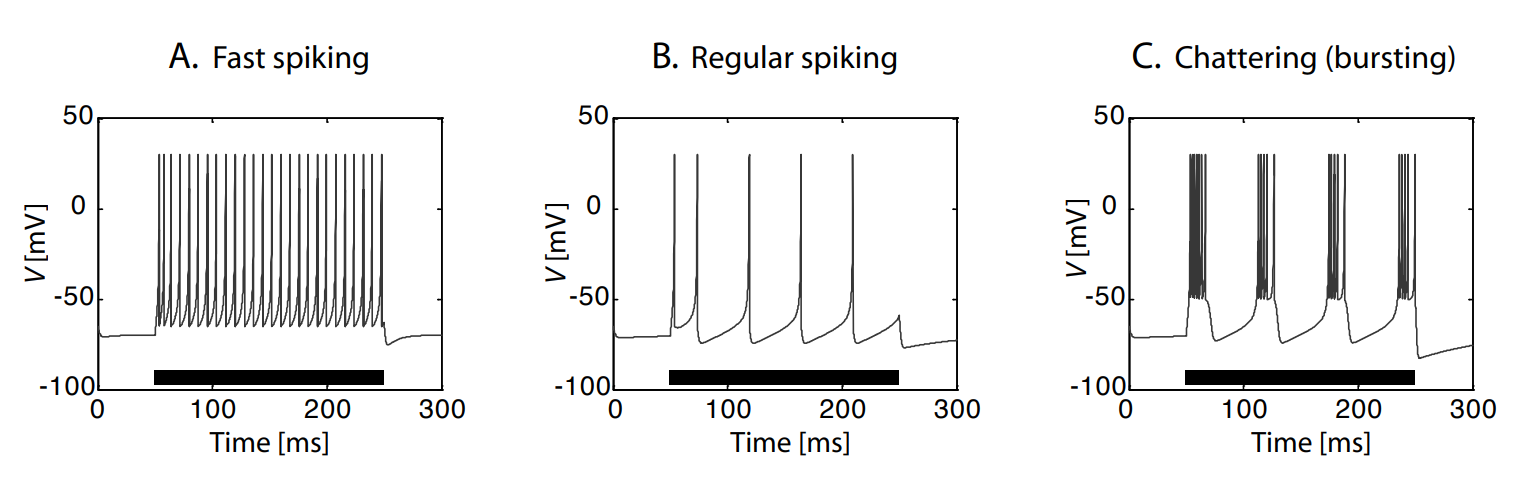 A. Fast spiking
50
0
-50
-100
V [mV]
0 100 200 300
Time [ms]
B. Regular spiking
50
0
-50
-100
V [mV]
0 100 200 300
Time [ms]
C. Chattering (bursting)
50
0
-50
-100
V [mV]
0 100 200 300
Time [ms]